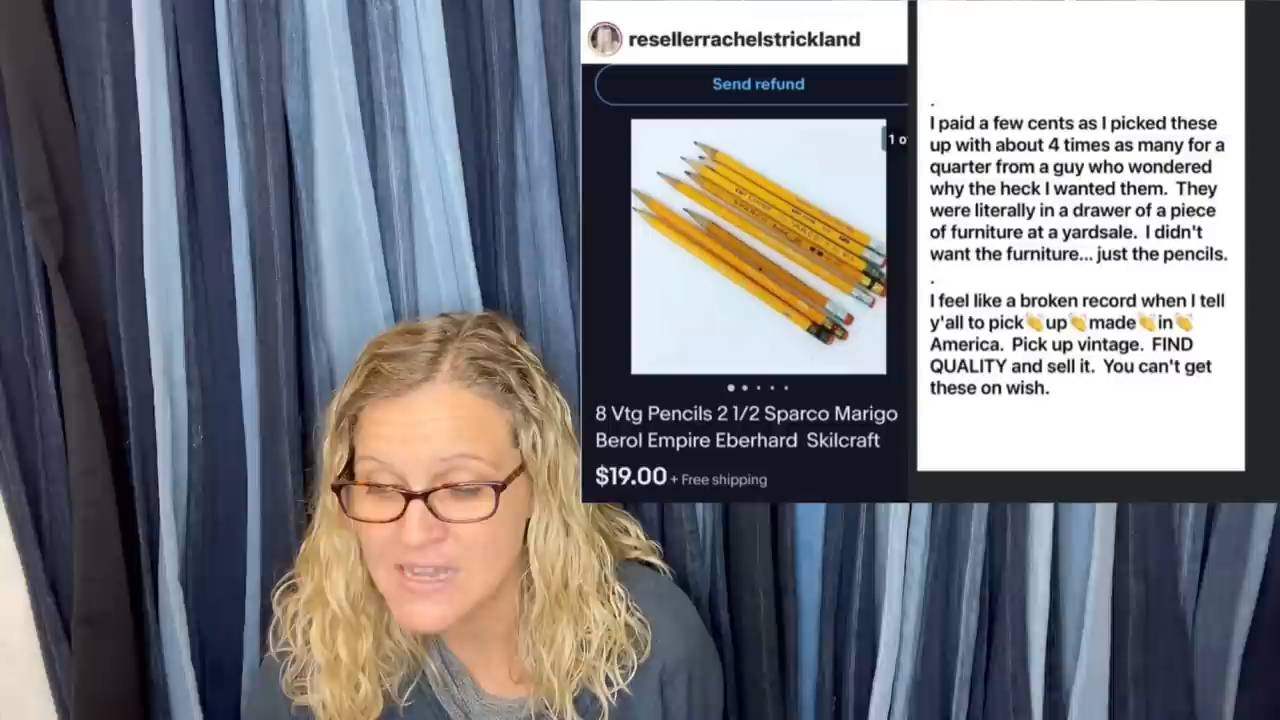 resellerrachelstrickland
Send refund
1 o
8 Vtg Pencils 2 1/2 Sparco Marigo
Berol Empire Eberhard Skilcraft
$19.00 + Free shipping
.
I paid a few cents as I picked these
up with about 4 times as many for a
quarter from a guy who wondered
why the heck I wanted them. They
were literally in a drawer of a piece
of furniture at a yardsale. I didn't
want the furniture... just the pencils.
.
I feel like a broken record when I tell
y'all to pick👏up👏made👏in👏
America. Pick up vintage. FIND
QUALITY and sell it. You can't get
these on wish.